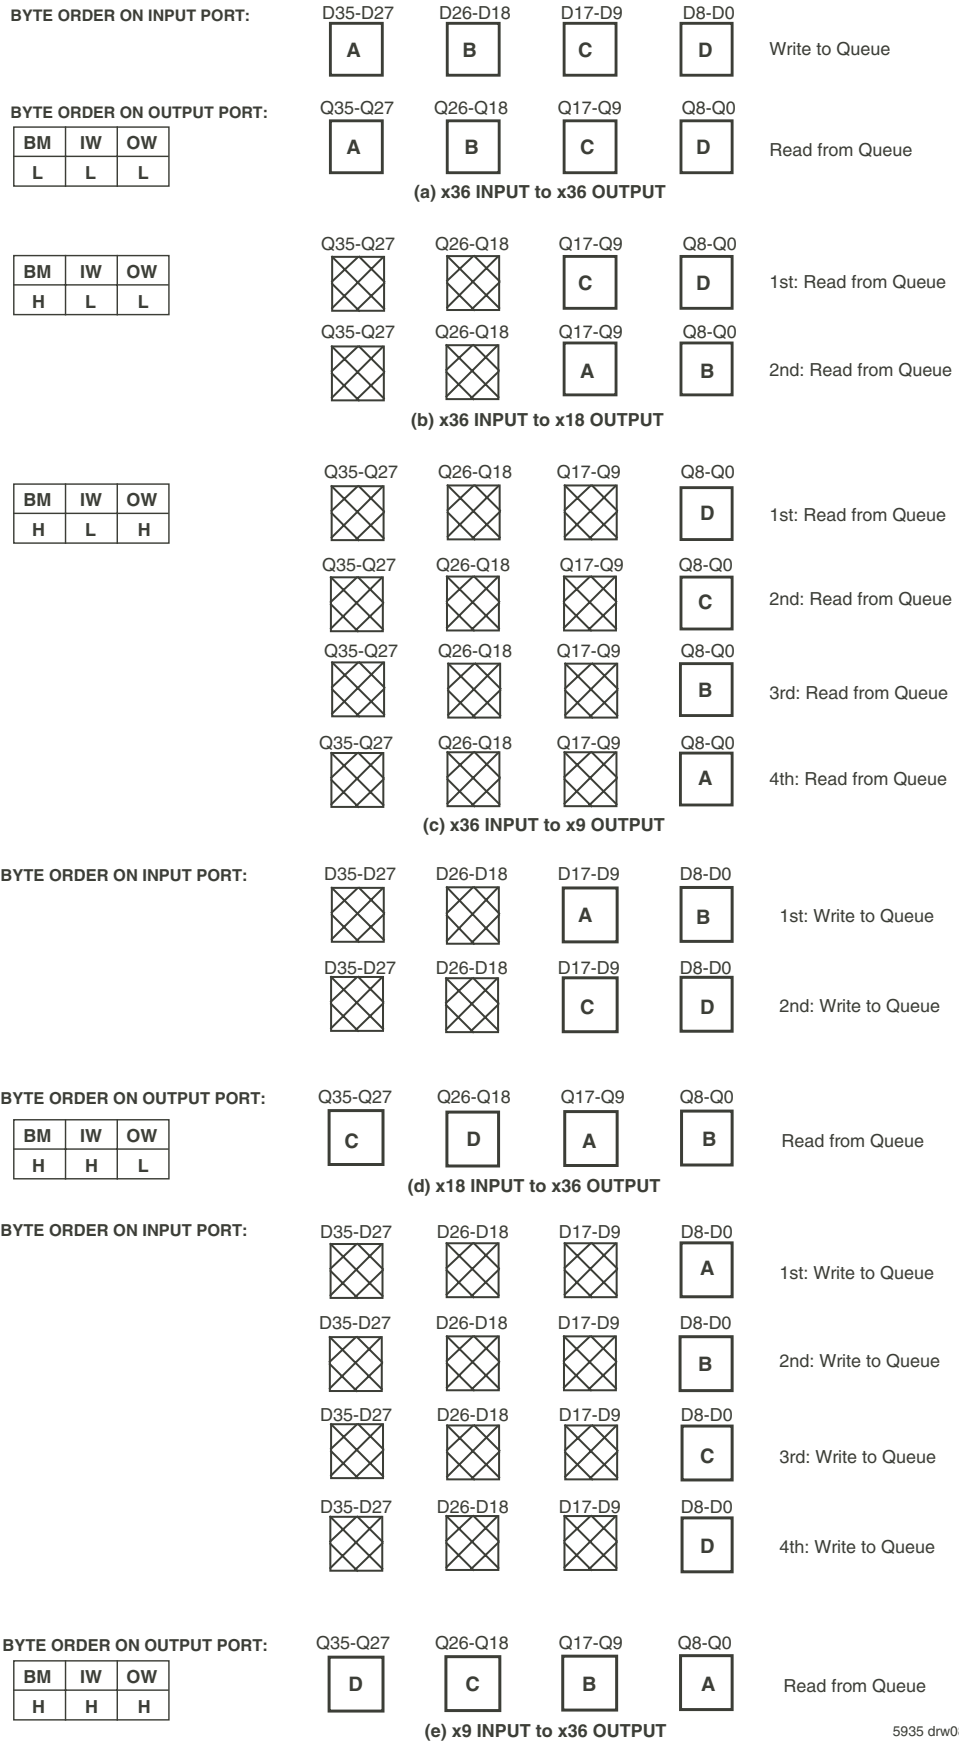 BYTE ORDER ON INPUT PORT: D35-D27 D26-D18 D17-D9 D8-D0
A B C D Write to Queue
BYTE ORDER ON OUTPUT PORT: Q35-Q27 Q26-Q18 Q17-Q9 Q8-Q0
BM IW OW
A B C D Read from Queue
L L L
(a) x36 INPUT to x36 OUTPUT
Q35-Q27 Q26-Q18 Q17-Q9 Q8-Q0
BM IW OW
C D 1st: Read from Queue
H L L
Q35-Q27 Q26-Q18 Q17-Q9 Q8-Q0
A B 2nd: Read from Queue
(b) x36 INPUT to x18 OUTPUT
Q35-Q27 Q26-Q18 Q17-Q9 Q8-Q0
BM IW OW
D 1st: Read from Queue
H L H
Q35-Q27 Q26-Q18 Q17-Q9 Q8-Q0
C 2nd: Read from Queue
Q35-Q27 Q26-Q18 Q17-Q9 Q8-Q0
B 3rd: Read from Queue
Q35-Q27 Q26-Q18 Q17-Q9 Q8-Q0
A 4th: Read from Queue
(c) x36 INPUT to x9 OUTPUT
BYTE ORDER ON INPUT PORT: D35-D27 D26-D18 D17-D9 D8-D0
A B 1st: Write to Queue
D35-D27 D26-D18 D17-D9 D8-D0
C D 2nd: Write to Queue
BYTE ORDER ON OUTPUT PORT: Q35-Q27 Q26-Q18 Q17-Q9 Q8-Q0
BM IW OW
C D A B Read from Queue
H H L
(d) x18 INPUT to x36 OUTPUT
BYTE ORDER ON INPUT PORT: D35-D27 D26-D18 D17-D9 D8-D0
A 1st: Write to Queue
D35-D27 D26-D18 D17-D9 D8-D0
B 2nd: Write to Queue
D35-D27 D26-D18 D17-D9 D8-D0
C 3rd: Write to Queue
D35-D27 D26-D18 D17-D9 D8-D0
D 4th: Write to Queue
BYTE ORDER ON OUTPUT PORT: Q35-Q27 Q26-Q18 Q17-Q9 Q8-Q0
BM IW OW
D C B A Read from Queue
H H H
(e) x9 INPUT to x36 OUTPUT
5935